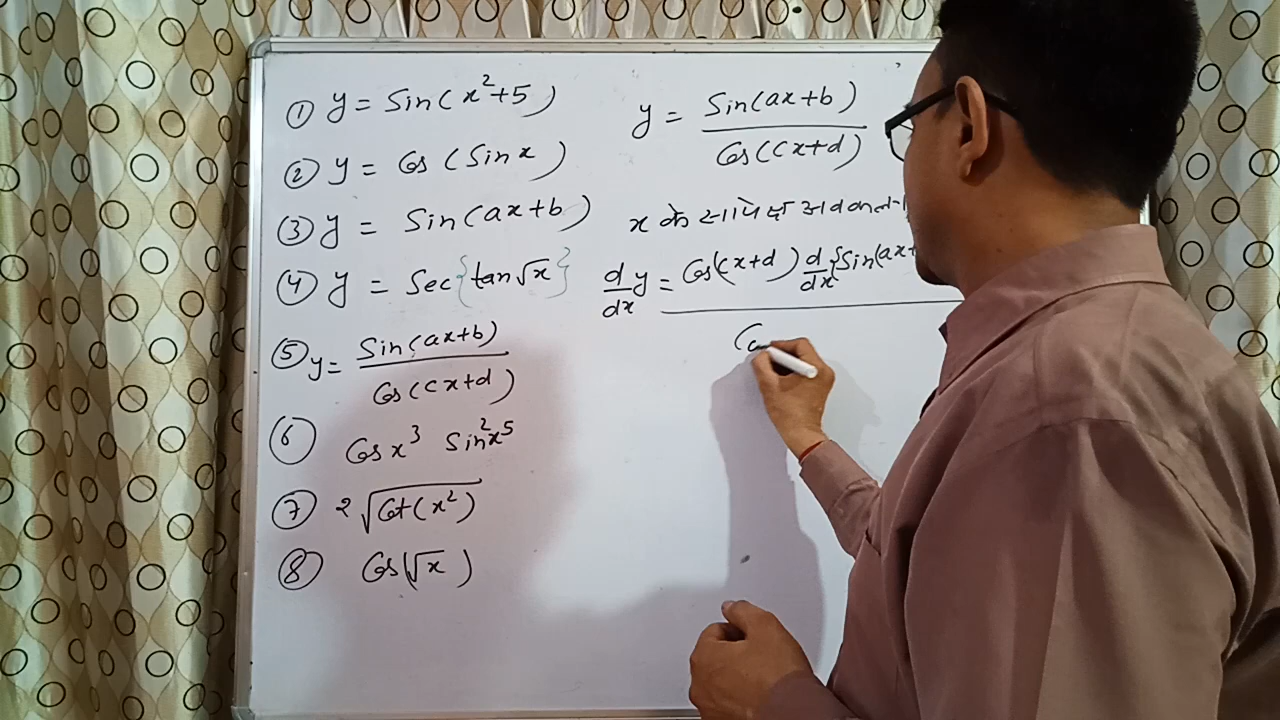 ① y = Sin(x²+5)
② y = Cos (Sinx)
③ y = Sin(ax+b)
④ y = Sec{tan√x}
⑤ y = Sin(ax+b)
Cos(cx+d)
⑥ Cosx³ Sin²x⁵
⑦ 2√Cot(x²)
⑧ Cos(√x)
y = Sin(ax+b)
Cos(cx+d)
x के सापेक्ष
d/dx y = Cos(cx+d) d/dx {Sin(ax+
(